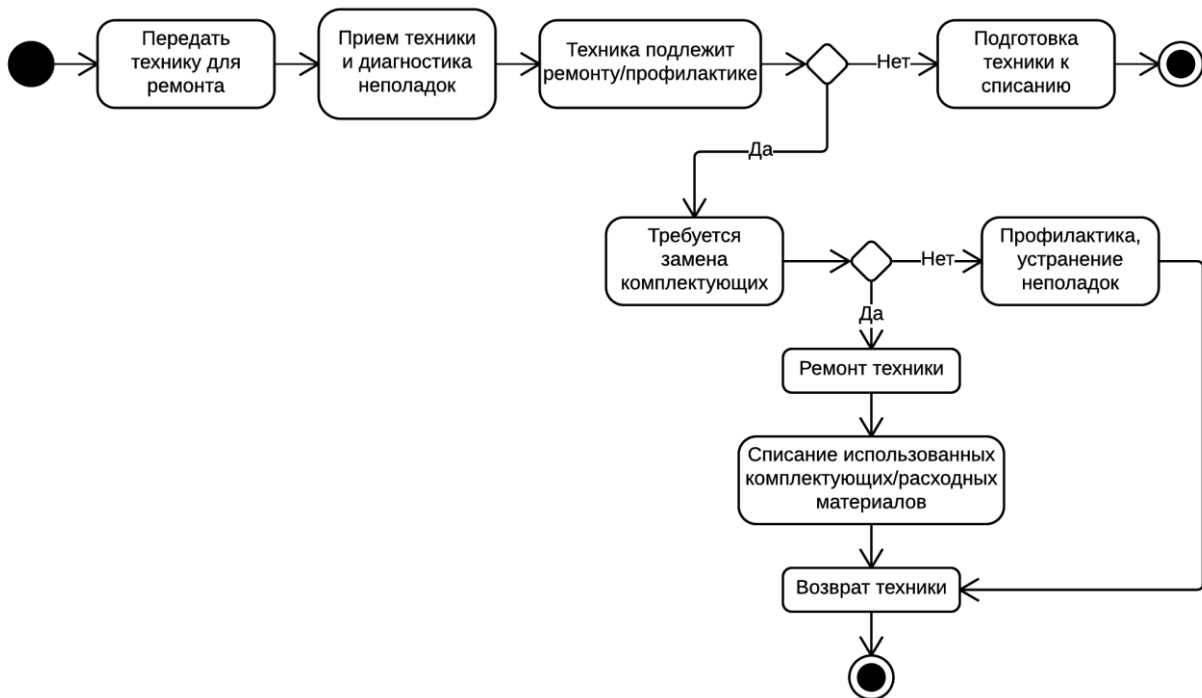 Передать
технику для
ремонта
Прием техники
и диагностика
неполадок
Техника подлежит
ремонту/профилактике
Нет
Подготовка
техники к
списанию
Да
Требуется
замена
комплектующих
Нет
Профилактика,
устранение
неполадок
Да
Ремонт техники
Списание использованных
комплектующих/расходных
материалов
Возврат техники